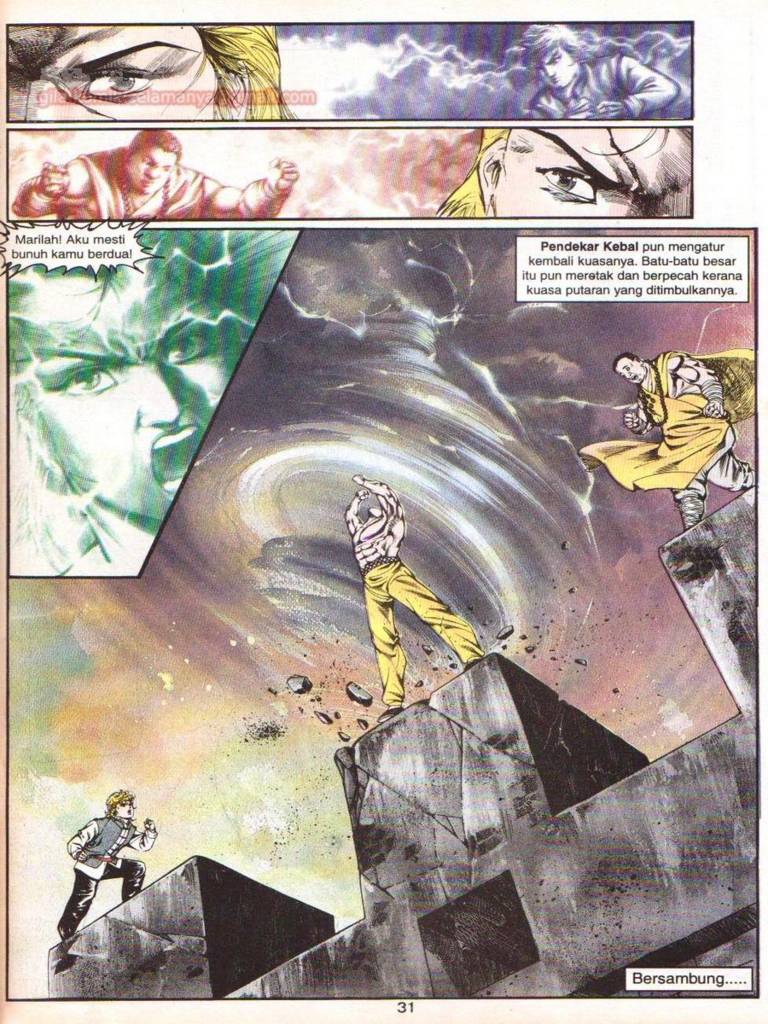 Marilah! Aku mesti
bunuh kamu berdua!
Pendekar Kebal pun mengatur
kembali kuasanya. Batu-batu besar
itu pun meretak dan berpecah kerana
kuasa putaran yang ditimbulkannya.
Bersambung.....
31